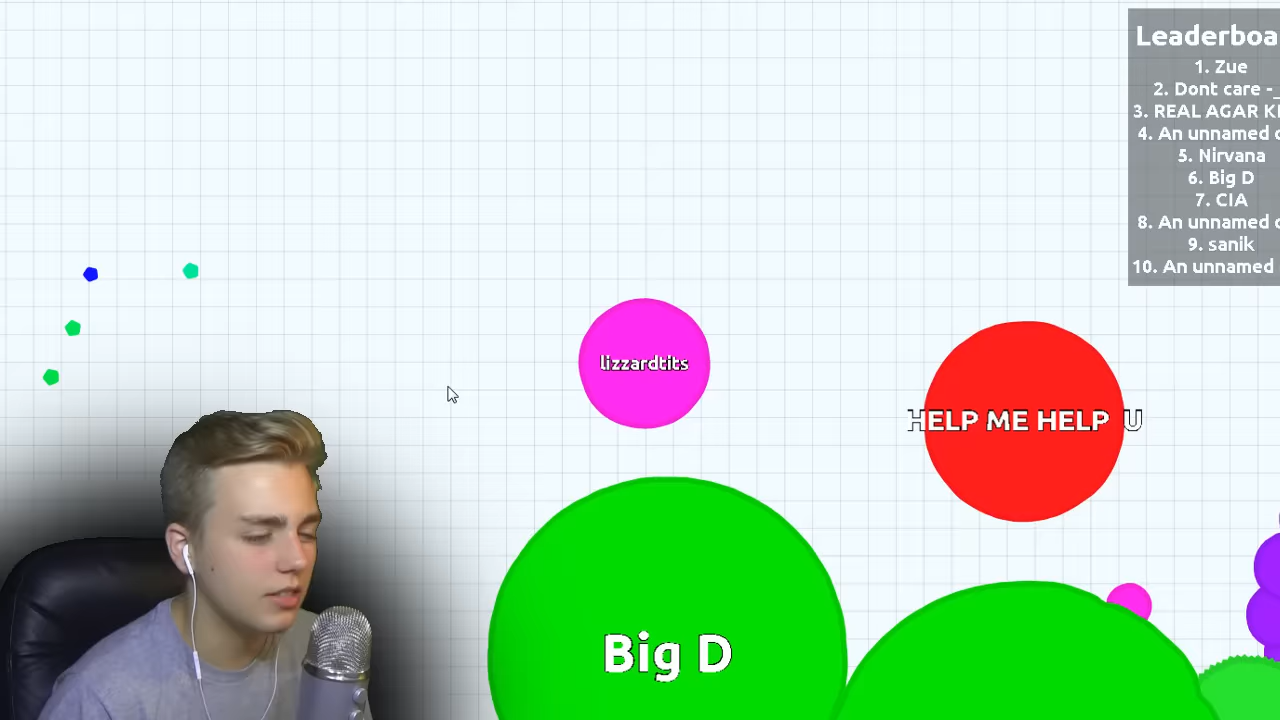 Leaderboa
1. Zue
2. Dont care -_
3. REAL AGAR KI
4. An unnamed c
5. Nirvana
6. Big D
7. CIA
8. An unnamed c
9. sanik
10. An unnamed
lizzardtits
HELP ME HELP U
Big D